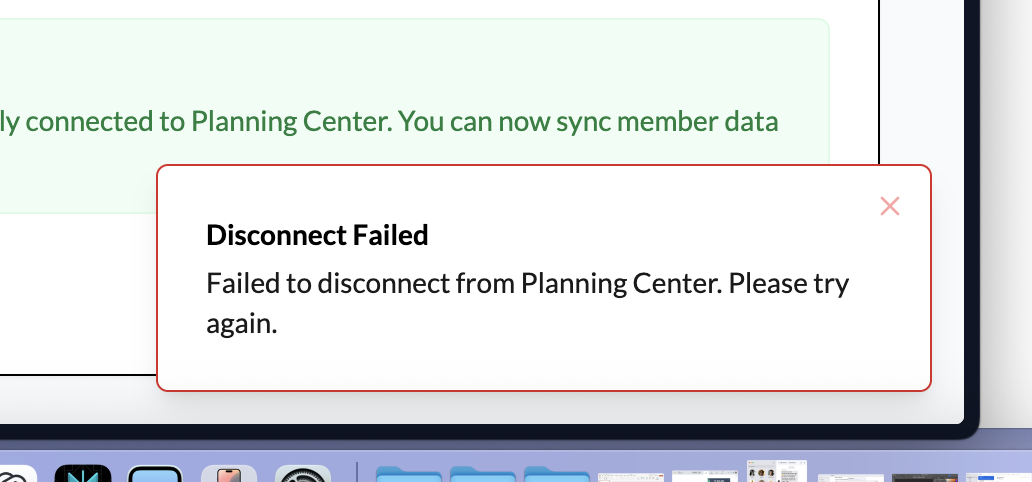 ly connected to Planning Center. You can now sync member data
Disconnect Failed
Failed to disconnect from Planning Center. Please try
again.